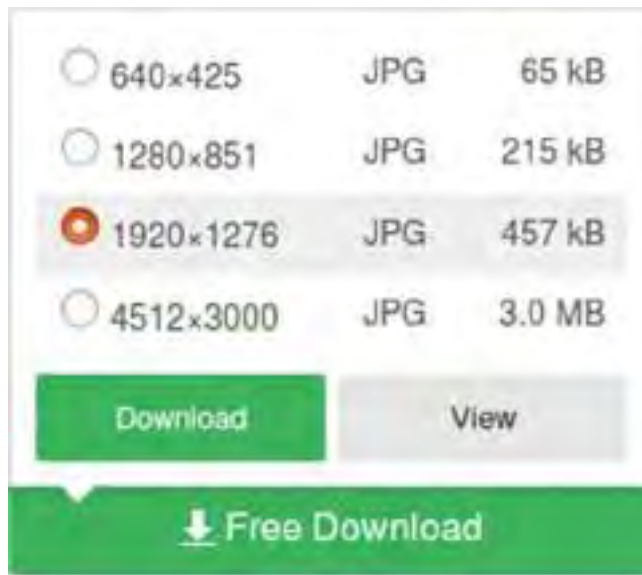 640×425 JPG 65 kB
1280×851 JPG 215 kB
1920×1276 JPG 457 kB
4512×3000 JPG 3.0 MB
Download View
Free Download